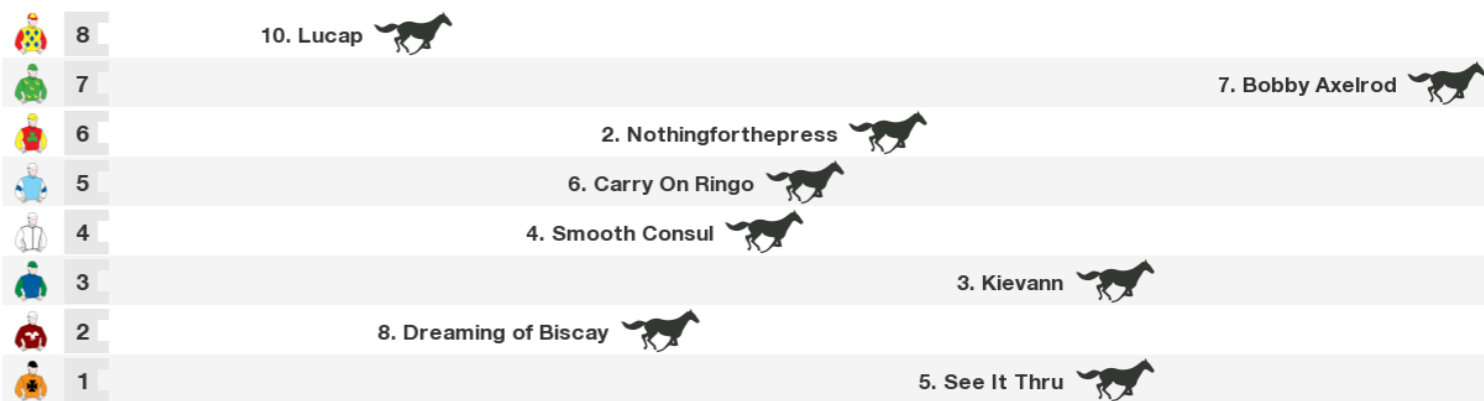 8 10. Lucap
7 7. Bobby Axelrod
6 2. Nothingforthepress
5 6. Carry On Ringo
4 4. Smooth Consul
3 3. Kievann
2 8. Dreaming of Biscay
1 5. See It Thru